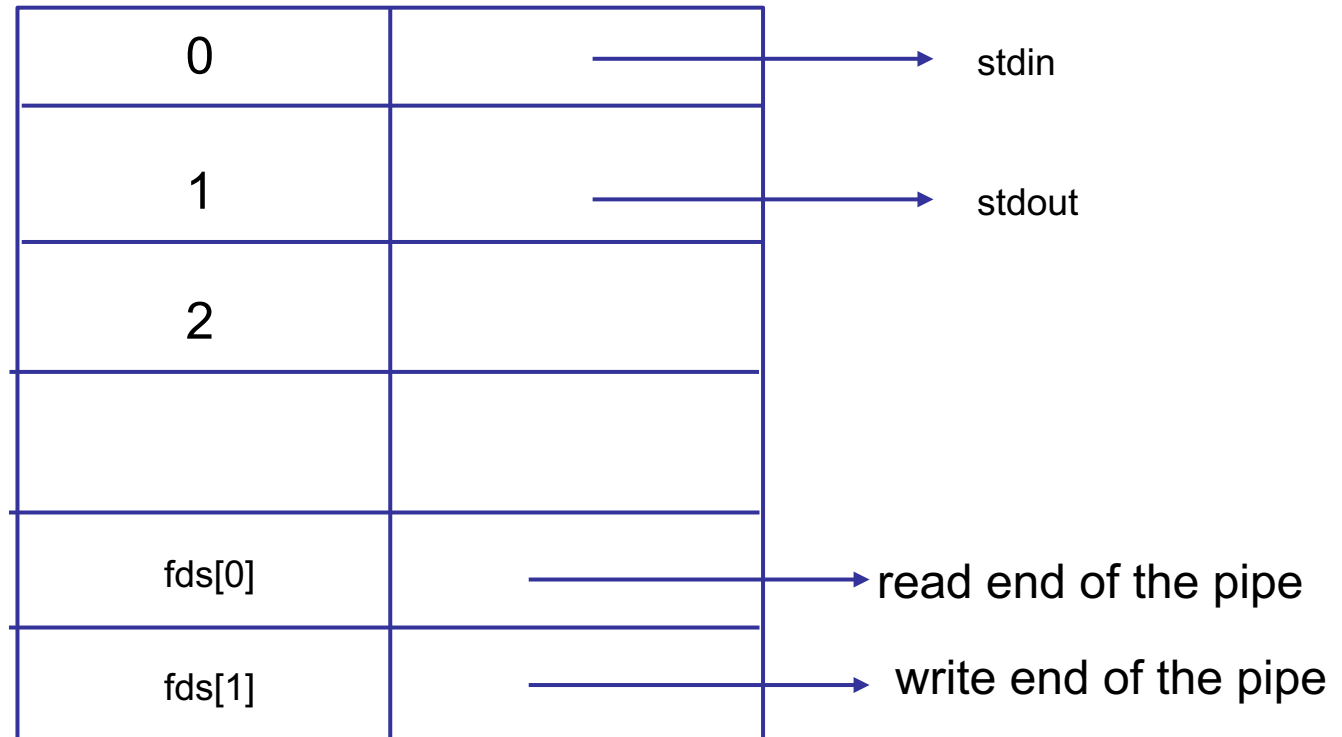 0 stdin
1 stdout
2
fds[0] read end of the pipe
fds[1] write end of the pipe